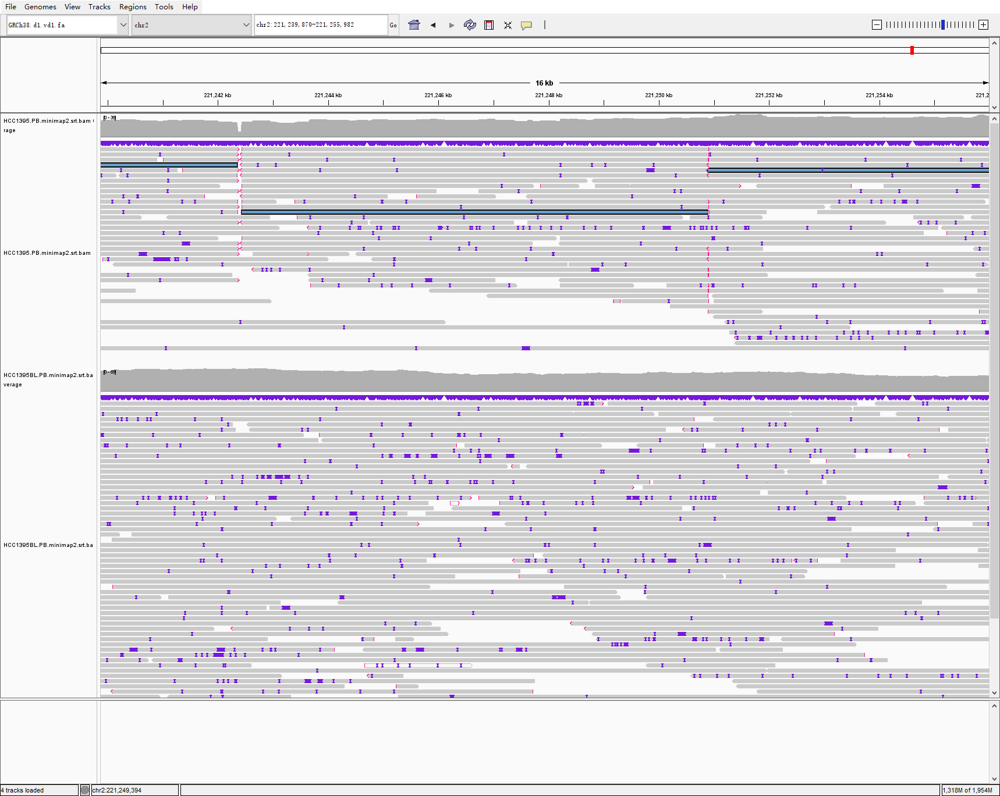 File Genomes View Tracks Regions Tools Help
GRCh38.d1.vd1.fa chr2 chr2:221,239,870-221,255,982 Go
16 kb
221,242 kb 221,244 kb 221,246 kb 221,248 kb 221,250 kb 221,252 kb 221,254 kb 221,2
HCC1395.PB.minimap2.srt.bam
rage
HCC1395.PB.minimap2.srt.bam
HCC1395BL.PB.minimap2.srt.ba
verage
HCC1395BL.PB.minimap2.srt.ba
4 tracks loaded chr2:221,249,394 1,318M of 1,954M